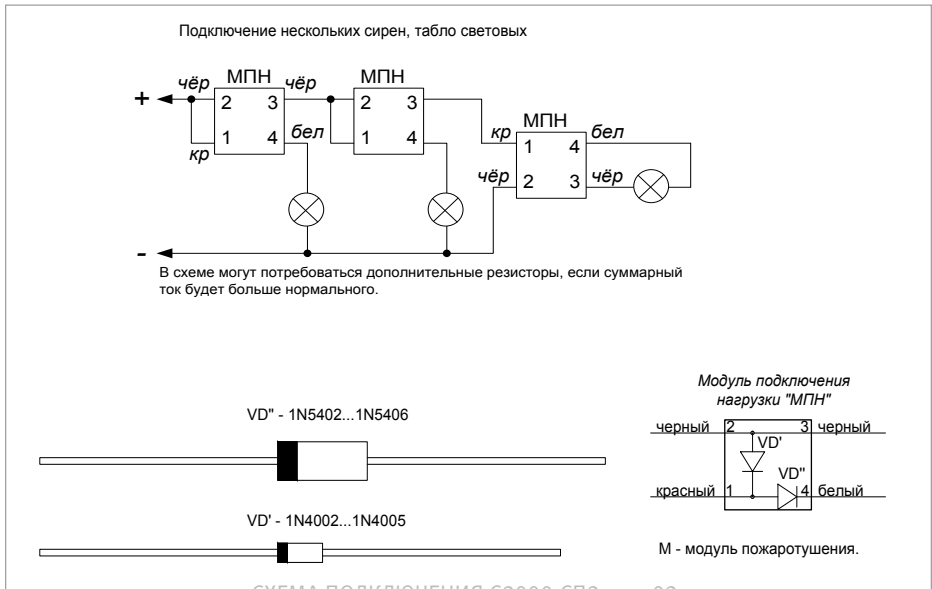 Подключение нескольких сирен, табло световых
чёр МПН чёр МПН
+ 2 3 2 3
МПН
1 4 бел 1 4 кр 1 4 бел
кр
чёр 2 3 чёр
-
В схеме могут потребоваться дополнительные резисторы, если суммарный
ток будет больше нормального.
Модуль подключения
нагрузки "МПН"
VD" - 1N5402...1N5406
черный 2 3 черный
VD'
VD"
красный 1 4 белый
VD' - 1N4002...1N4005
М - модуль пожаротушения.